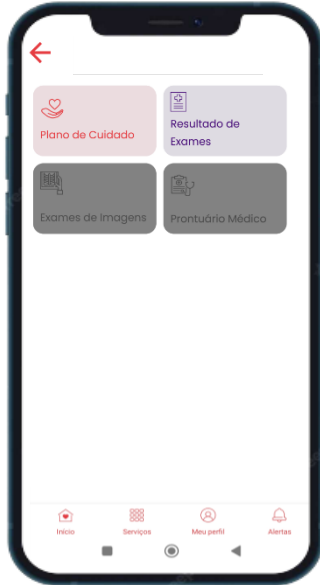 Plano de Cuidado
Resultado de
Exames
Exames de Imagens
Prontuário Médico
Início
Serviços
Meu perfil
Alertas